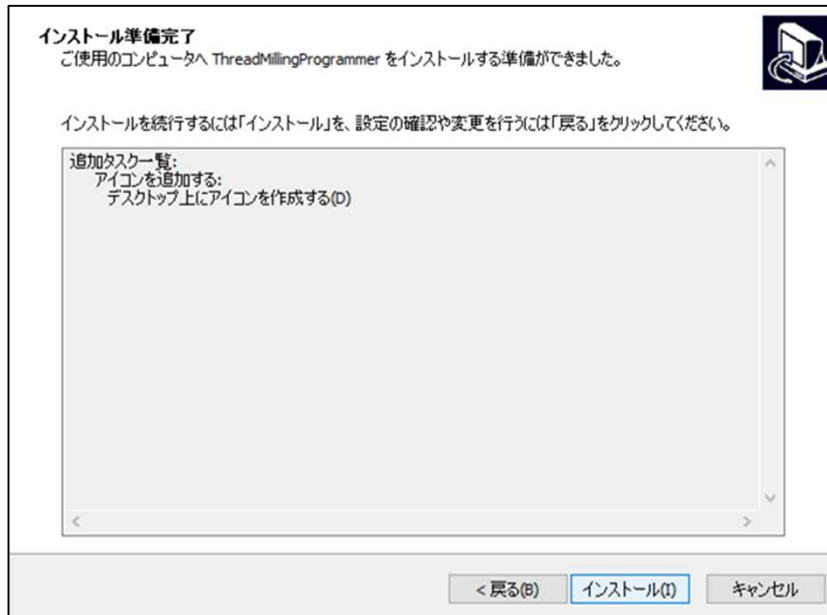 インストール準備完了
ご使用のコンピュータへ ThreadMillingProgrammer をインストールする準備ができました。
インストールを続行するには「インストール」を、設定の確認や変更を行うには「戻る」をクリックしてください。
追加タスク一覧:
アイコンを追加する:
デスクトップ上にアイコンを作成する(D)
< 戻る(B)
インストール(I)
キャンセル